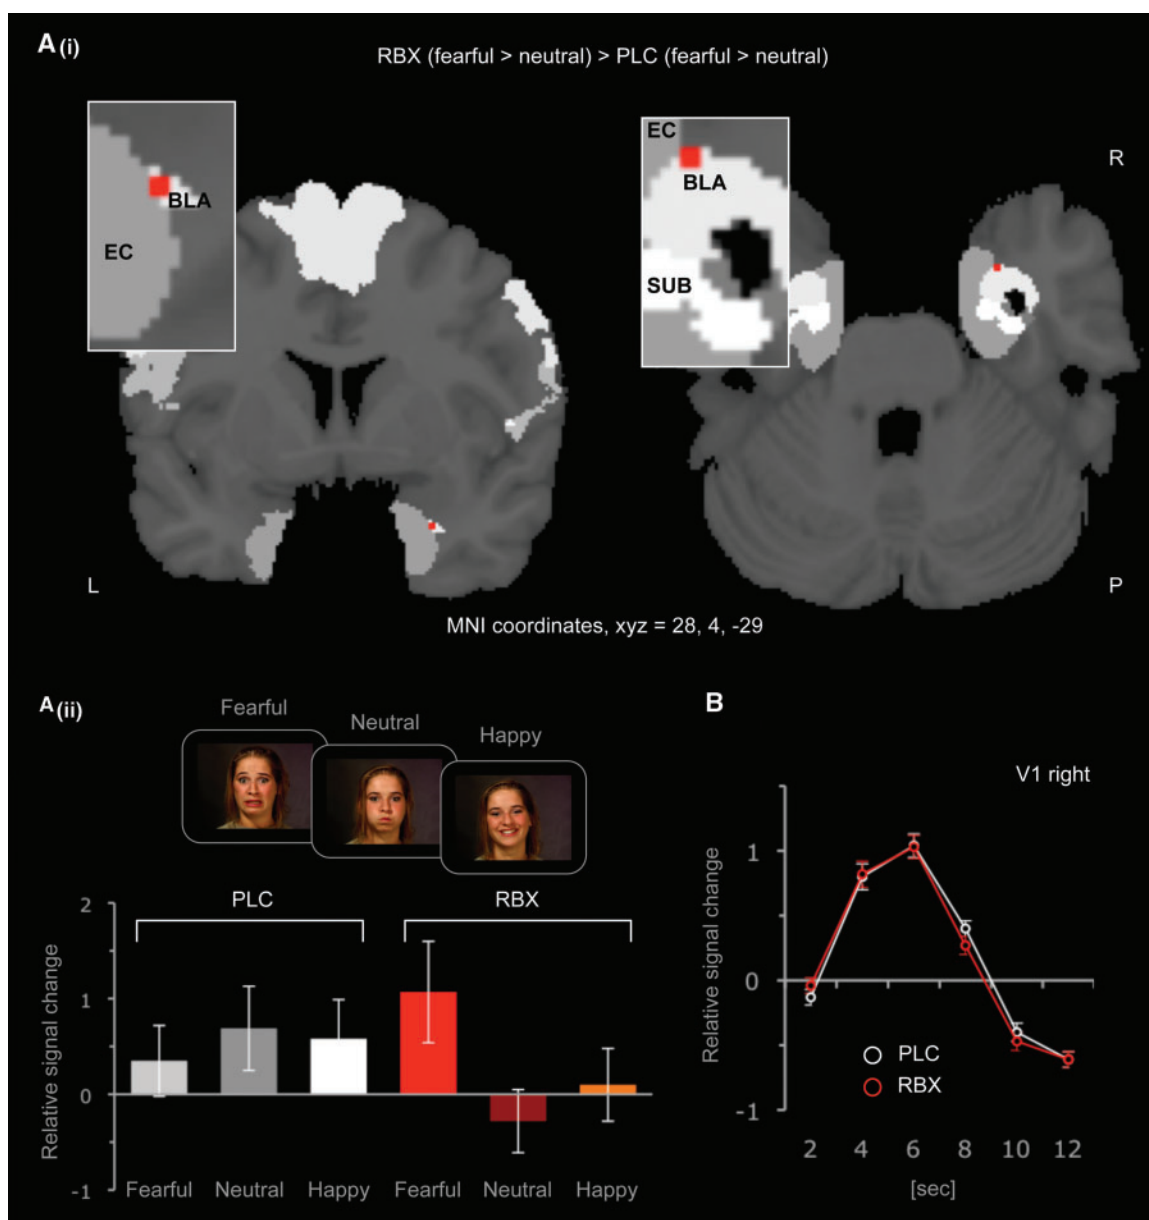 A (i)
RBX (fearful > neutral) > PLC (fearful > neutral)
EC
BLA
EC
BLA
SUB
R
L
P
MNI coordinates, xyz = 28, 4, -29
A (ii)
Fearful
Neutral
Happy
PLC
RBX
Relative signal change
2
1
0
-1
Fearful Neutral Happy Fearful Neutral Happy
B
V1 right
Relative signal change
1
0
-1
PLC
RBX
2 4 6 8 10 12
[sec]